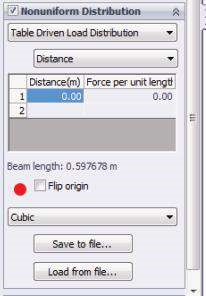 Nonuniform Distribution
Table Driven Load Distribution
Distance
Distance(m) Force per unit lengtl
1 0.00 0.00
2
Beam length: 0.597678 m
Flip origin
Cubic
Save to file...
Load from file...